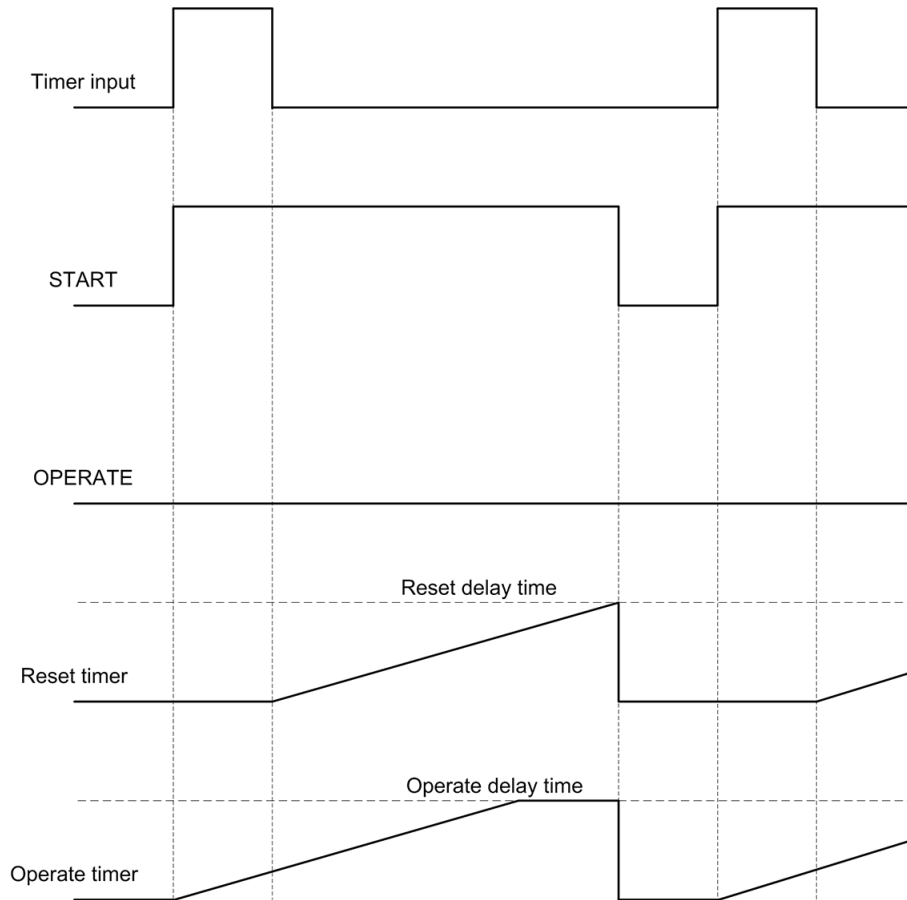 Timer input
START
OPERATE
Reset delay time
Reset timer
Operate delay time
Operate timer